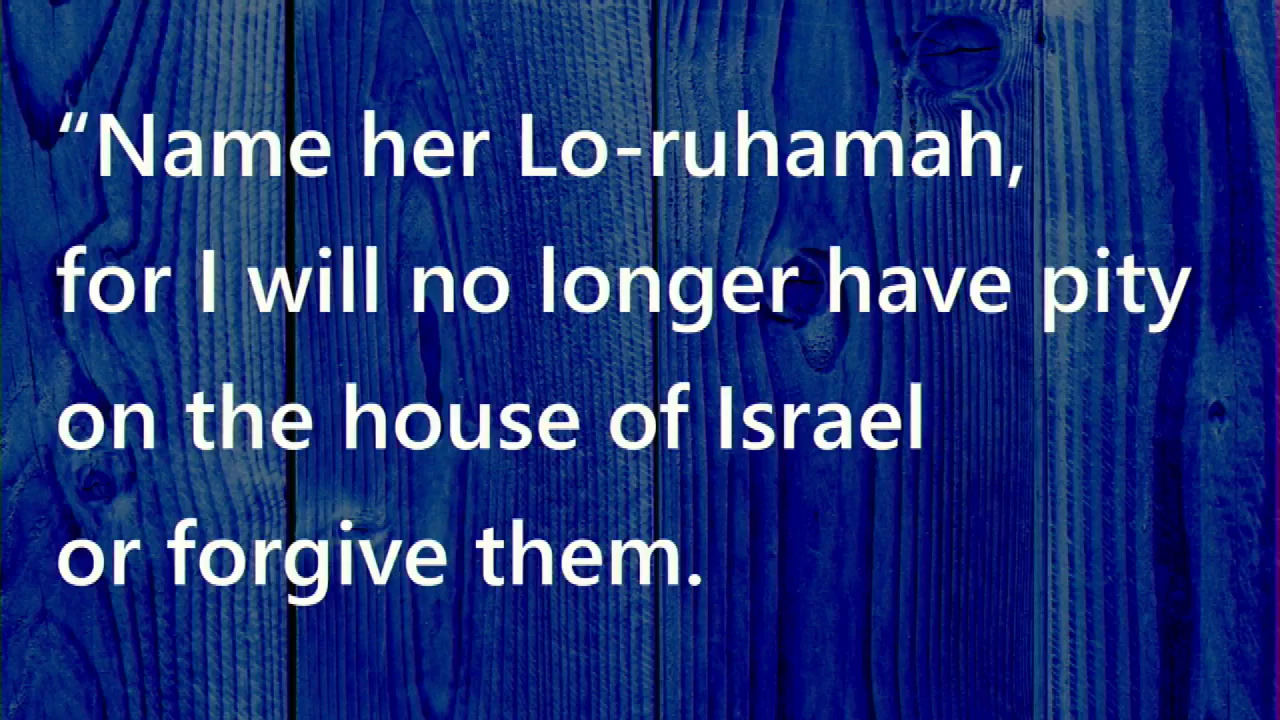 “Name her Lo-ruhamah,
for I will no longer have pity
on the house of Israel
or forgive them.